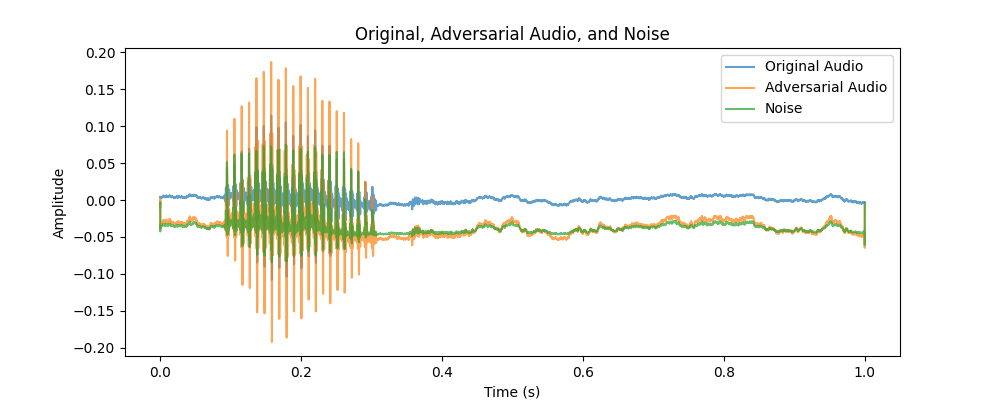 Original, Adversarial Audio, and Noise
Original Audio
Adversarial Audio
Noise
0.20
0.15
0.10
0.05
0.00
−0.05
−0.10
−0.15
−0.20
Amplitude
0.0 0.2 0.4 0.6 0.8 1.0
Time (s)